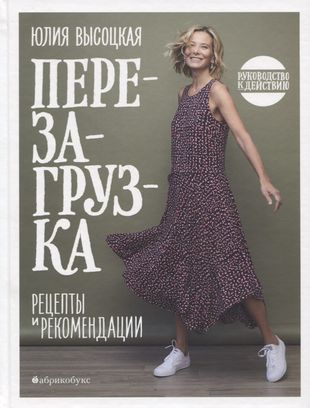 ЮЛИЯ ВЫСОЦКАЯ
ПЕРЕ-
ЗА-
ГРУЗ-
КА
РУКОВОДСТВО
К ДЕЙСТВИЮ
РЕЦЕПТЫ
И РЕКОМЕНДАЦИИ
абрикобукс